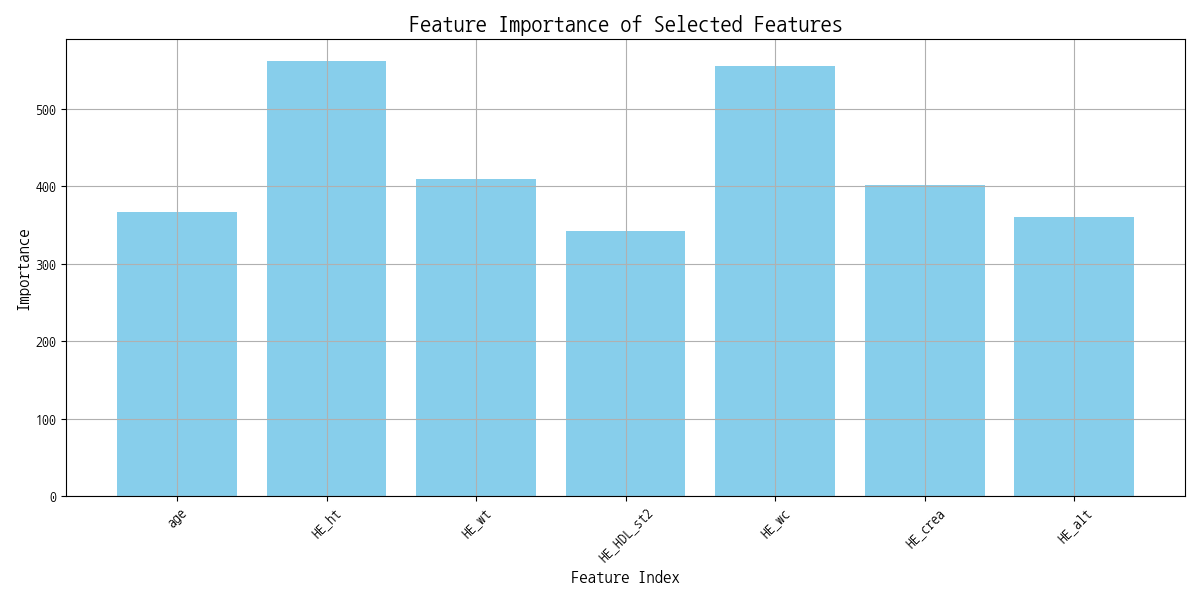 Feature Importance of Selected Features
Importance
500
400
300
200
100
0
age
HE_ht
HE_wt
HE_HDL_st2
HE_wc
HE_crea
HE_alt
Feature Index